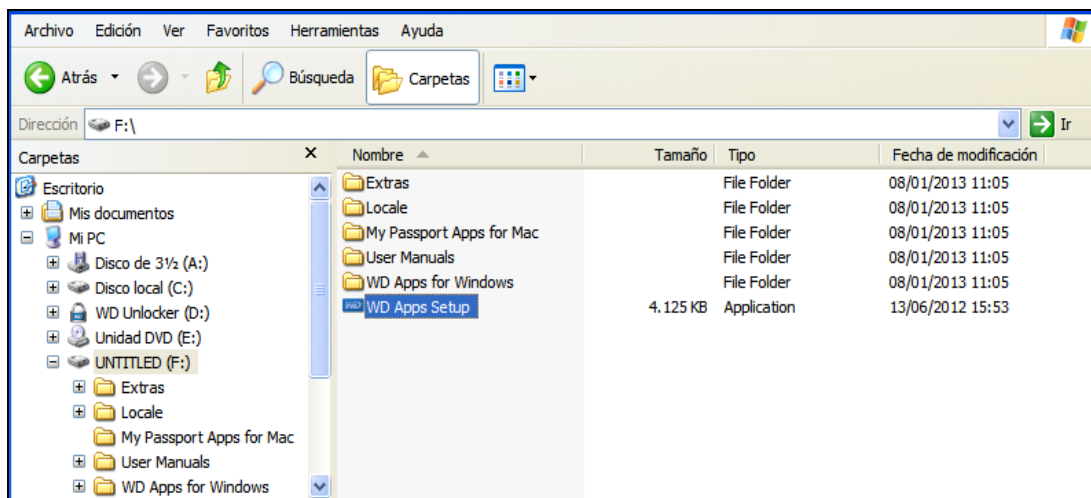 Archivo Edición Ver Favoritos Herramientas Ayuda
Atrás Búsqueda Carpetas
Dirección F:\ Ir
Carpetas X Nombre Tamaño Tipo Fecha de modificación
Escritorio
Mis documentos
Mi PC
Disco de 3½ (A:)
Disco local (C:)
WD Unlocker (D:)
Unidad DVD (E:)
UNTITLED (F:)
Extras
Locale
My Passport Apps for Mac
User Manuals
WD Apps for Windows
Extras File Folder 08/01/2013 11:05
Locale File Folder 08/01/2013 11:05
My Passport Apps for Mac File Folder 08/01/2013 11:05
User Manuals File Folder 08/01/2013 11:05
WD Apps for Windows File Folder 08/01/2013 11:05
WD Apps Setup 4.125 KB Application 13/06/2012 15:53